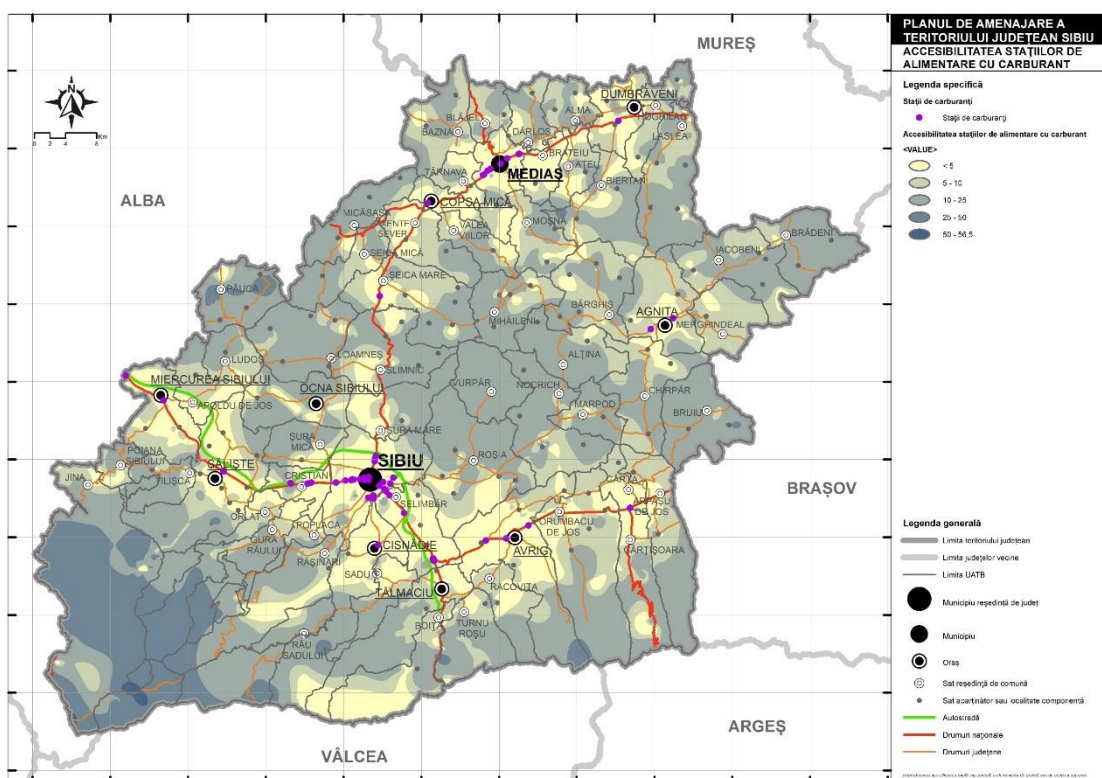 PLANUL DE AMENAJARE A
TERITORIULUI JUDEȚEAN SIBIU
ACCESIBILITATEA STAȚIILOR DE
ALIMENTARE CU CARBURANT
Legenda specifică
Stații de carburanți
Stații de carburanți
Accesibilitatea stațiilor de alimentare cu carburant
<VALUE>
< 5
5 - 10
10 - 25
25 - 50
50 - 56,5
Legenda generală
Limita teritoriului județean
Limita județelor vecine
Limita UATB
Municipiu reședință de județ
Municipiu
Oraș
Sat reședință de comună
Sat aparținător sau localitate componentă
Autostradă
Drumuri naționale
Drumuri județene
N
0 2 4 8
Km
MUREȘ
ALBA
BRAȘOV
ARGEȘ
VÂLCEA
DUMBRĂVENI
ALMA
HOGHILAG
BLĂJEL
BAZNA
DÂRLOS
LASLEA
BRATEIU
MEDIAȘ
AȚEL
TÂRNAVA
BIERTAN
COPȘA MICĂ
MICĂSASA
AXENTE
SEVER
VALEA
VIILOR
MOȘNA
BRĂDENI
ȘEICA MICĂ
IACOBENI
ȘEICA MARE
PĂUCA
BÂRGHIȘ
MIHĂILENI
AGNITA
MERGHINDEAL
LUDOȘ
LOAMNEȘ
SLIMNIC
ALȚINA
MIERCUREA SIBIULUI
OCNA SIBIULUI
VURPĂR
NOCRICH
CHIRPĂR
APOLDU DE JOS
MARPOD
BRUIU
ȘURA
MICĂ
ȘURA MARE
POIANA
SIBIULUI
SIBIU
ROȘIA
SĂLIȘTE
JINA
TILIȘCA
CRISTIAN
ȘELIMBĂR
CÂRȚA
ARPAȘU
DE JOS
ORLAT
POPLACA
PORUMBACU
DE JOS
GURA
RÂULUI
CISNĂDIE
AVRIG
CÂRȚIȘOARA
RĂȘINARI
SADU
TĂLMACIU
RACOVIȚA
BOIȚA
TURNU
ROȘU
RÂU
SADULUI